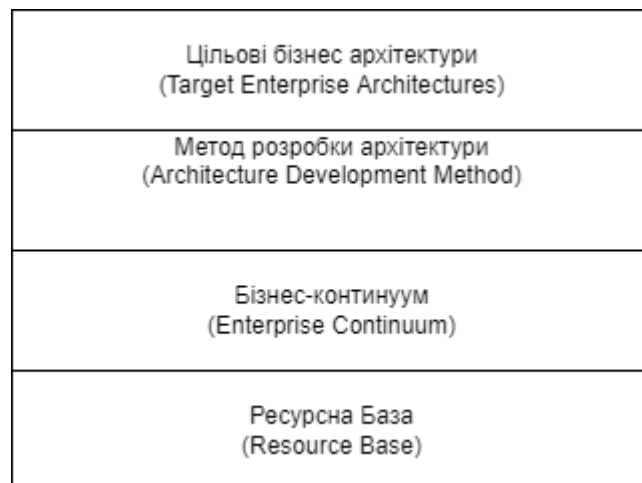 Цільові бізнес архітектури
(Target Enterprise Architectures)
Метод розробки архітектури
(Architecture Development Method)
Бізнес-континуум
(Enterprise Continuum)
Ресурсна База
(Resource Base)